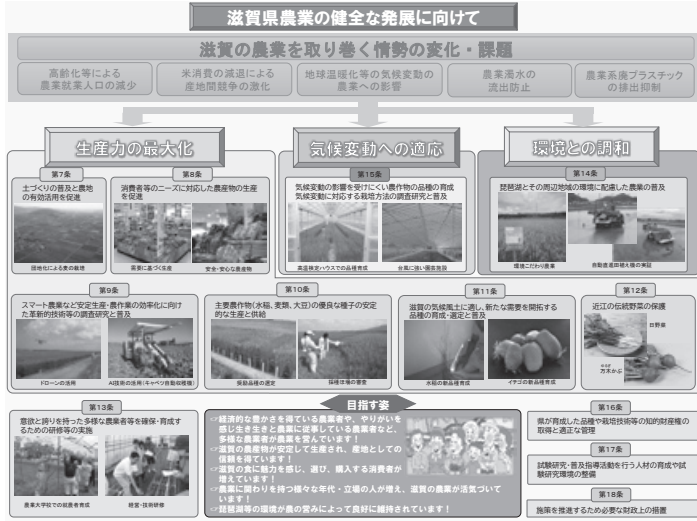 滋賀県農業の健全な発展に向けて
滋賀の農業を取り巻く情勢の変化・課題
高齢化等による
農業就業人口の減少
米消費の減退による
産地間競争の激化
地球温暖化等の気候変動の
農業への影響
農業濁水の
流出防止
農業系廃プラスチック
の排出抑制
生産力の最大化
気候変動への適応
環境との調和
第7条
土づくりの普及と農地
の有効活用を促進
団地化による麦の栽培
第8条
消費者等のニーズに対応した農産物の生産
を促進
需要に基づく生産
安全・安心な農産物
第15条
気候変動の影響を受けにくい農作物の品種の育成
気候変動に対応する栽培方法の調査研究と普及
高温検定ハウスでの品種育成
台風に強い園芸施設
第14条
琵琶湖とその周辺地域の環境に配慮した農業の普及
環境こだわり農業
自動直進田植え機の実証
第9条
スマート農業など安定生産・農作業の効率化に向け
た革新的技術等の調査研究と普及
ドローンの活用
AI技術の活用(キャベツ自動収穫機)
第10条
主要農作物(水稲、麦類、大豆)の優良な種子の安定
的な生産と供給
奨励品種の選定
採種ほ場の審査
第11条
滋賀の気候風土に適し、新たな需要を開拓する
品種の育成・選定と普及
水稲の新品種育成
イチゴの新品種育成
第12条
近江の伝統野菜の保護
日野菜
万木かぶ
第13条
意欲と誇りを持った多様な農業者等を確保・育成す
るための研修等の実施
農業大学校での就農者育成
経営・技術研修
目指す姿
☞経済的な豊かさを得ている農業者や、やりがいを
感じ生き生きと農業に従事している農業者など、
多様な農業者が農業を営んでいます!
☞滋賀の農産物が安定して生産され、産地としての
信頼を得ています!
☞滋賀の食に魅力を感じ、選び、購入する消費者が
増えています!
☞農業に関わりを持つ様々な年代・立場の人が増え、滋賀の農業が活気づいて
います!
☞琵琶湖等の環境が農の営みによって良好に維持されています!
第16条
県が育成した品種や栽培技術等の知的財産権の
取得と適正な管理
第17条
試験研究・普及指導活動を行う人材の育成や試
験研究環境の整備
第18条
施策を推進するため必要な財政上の措置